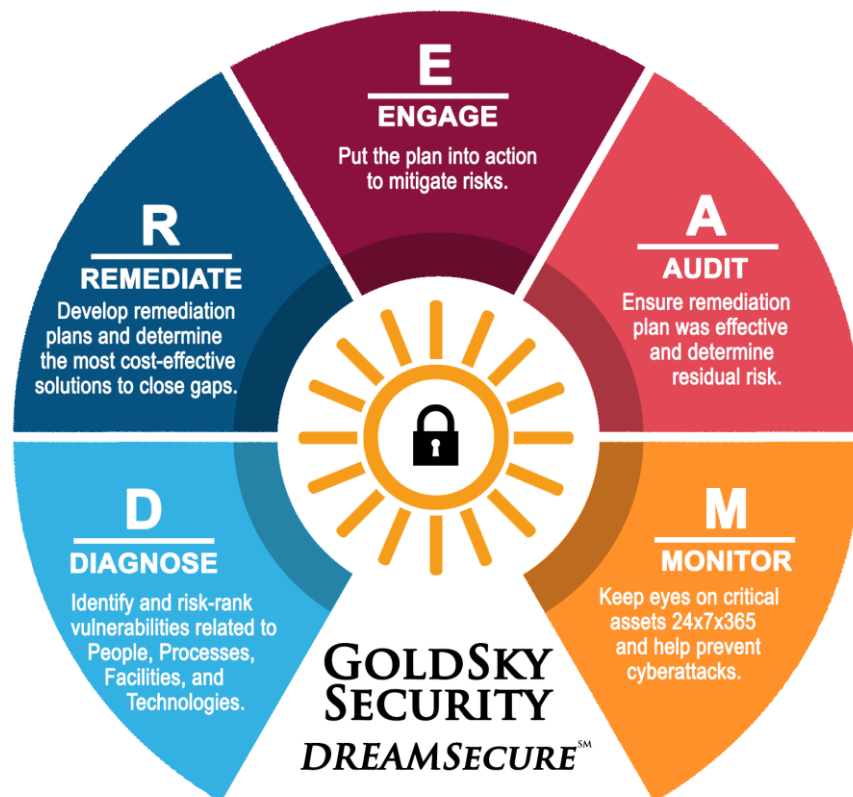 D
DIAGNOSE
Identify and risk-rank
vulnerabilities related to
People, Processes,
Facilities, and
Technologies.
R
REMEDIATE
Develop remediation
plans and determine
the most cost-effective
solutions to close gaps.
E
ENGAGE
Put the plan into action
to mitigate risks.
A
AUDIT
Ensure remediation
plan was effective
and determine
residual risk.
M
MONITOR
Keep eyes on critical
assets 24x7x365
and help prevent
cyberattacks.
GOLDSKY
SECURITY
DREAMSECURE℠